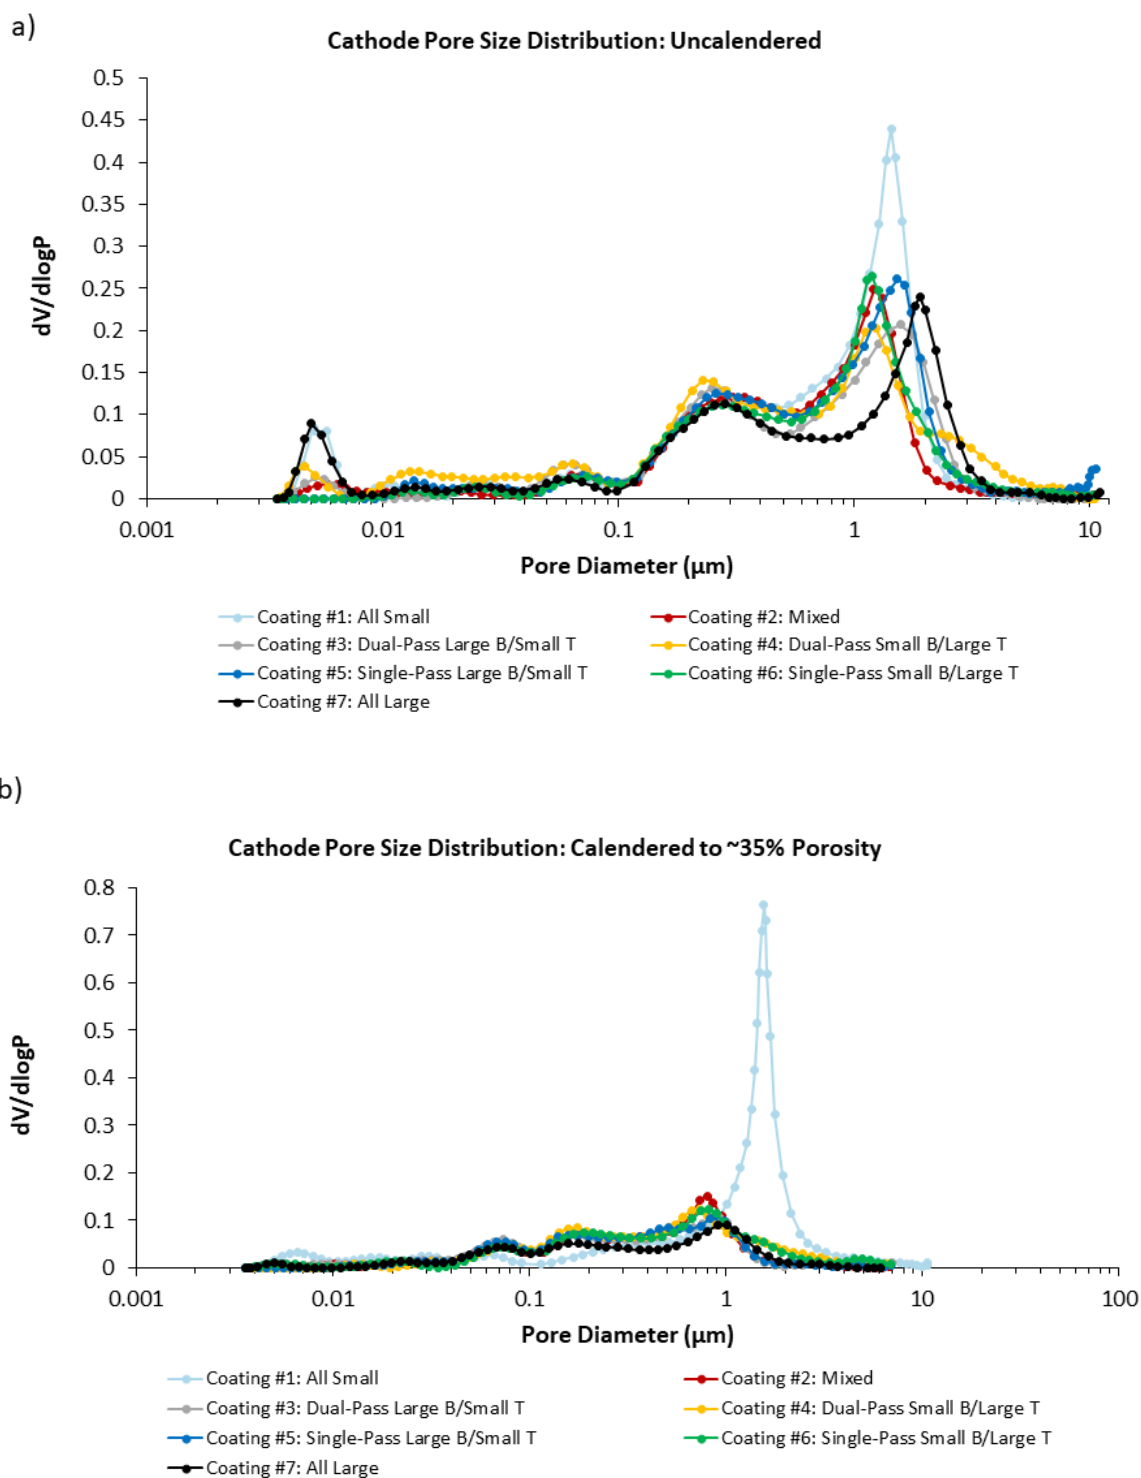 a)
Cathode Pore Size Distribution: Uncalendered
0.5
0.45
0.4
0.35
0.3
0.25
0.2
0.15
0.1
0.05
0
dV/dlogP
0.001 0.01 0.1 1 10
Pore Diameter (µm)
Coating #1: All Small Coating #2: Mixed
Coating #3: Dual-Pass Large B/Small T Coating #4: Dual-Pass Small B/Large T
Coating #5: Single-Pass Large B/Small T Coating #6: Single-Pass Small B/Large T
Coating #7: All Large
b)
Cathode Pore Size Distribution: Calendered to ~35% Porosity
0.8
0.7
0.6
0.5
0.4
0.3
0.2
0.1
0
dV/dlogP
0.001 0.01 0.1 1 10 100
Pore Diameter (µm)
Coating #1: All Small Coating #2: Mixed
Coating #3: Dual-Pass Large B/Small T Coating #4: Dual-Pass Small B/Large T
Coating #5: Single-Pass Large B/Small T Coating #6: Single-Pass Small B/Large T
Coating #7: All Large